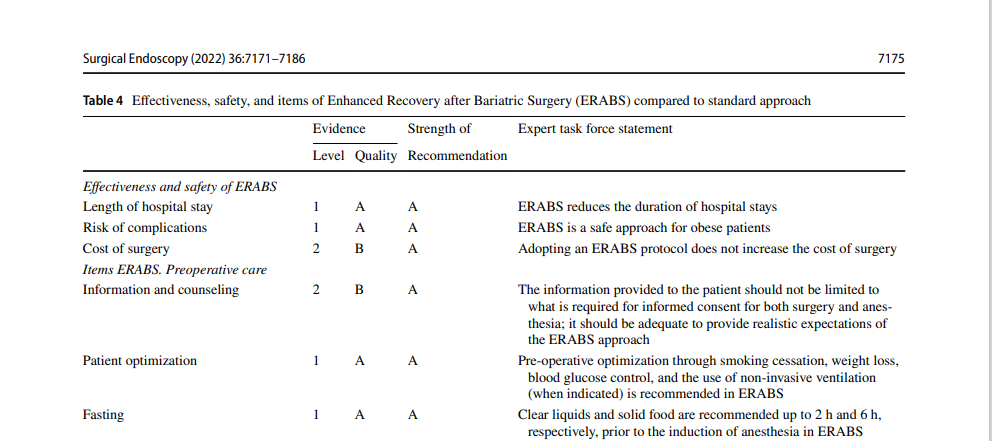 Surgical Endoscopy (2022) 36:7171–7186 7175
Table 4 Effectiveness, safety, and items of Enhanced Recovery after Bariatric Surgery (ERABS) compared to standard approach
Evidence Strength of Expert task force statement
Level Quality Recommendation
Effectiveness and safety of ERABS
Length of hospital stay 1 A A ERABS reduces the duration of hospital stays
Risk of complications 1 A A ERABS is a safe approach for obese patients
Cost of surgery 2 B A Adopting an ERABS protocol does not increase the cost of surgery
Items ERABS. Preoperative care
Information and counseling 2 B A The information provided to the patient should not be limited to
what is required for informed consent for both surgery and anes-
thesia; it should be adequate to provide realistic expectations of
the ERABS approach
Patient optimization 1 A A Pre-operative optimization through smoking cessation, weight loss,
blood glucose control, and the use of non-invasive ventilation
(when indicated) is recommended in ERABS
Fasting 1 A A Clear liquids and solid food are recommended up to 2 h and 6 h,
respectively, prior to the induction of anesthesia in ERABS